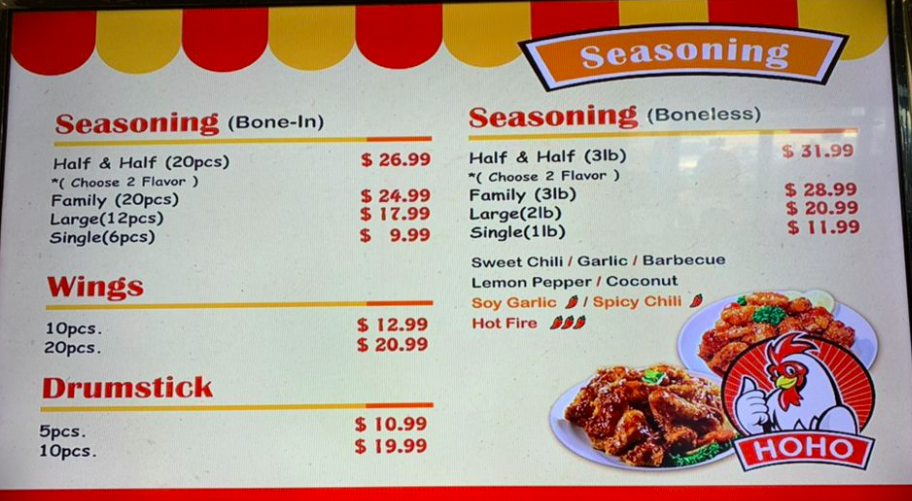 Seasoning
Seasoning (Bone-In)
Half & Half (20pcs) $ 26.99
*( Choose 2 Flavor )
Family (20pcs) $ 24.99
Large(12pcs) $ 17.99
Single(6pcs) $ 9.99
Wings
10pcs. $ 12.99
20pcs. $ 20.99
Drumstick
5pcs. $ 10.99
10pcs. $ 19.99
Seasoning (Boneless)
Half & Half (3lb) $ 31.99
*( Choose 2 Flavor )
Family (3lb) $ 28.99
Large(2lb) $ 20.99
Single(1lb) $ 11.99
Sweet Chili / Garlic / Barbecue
Lemon Pepper / Coconut
Soy Garlic / Spicy Chili
Hot Fire
HOHO